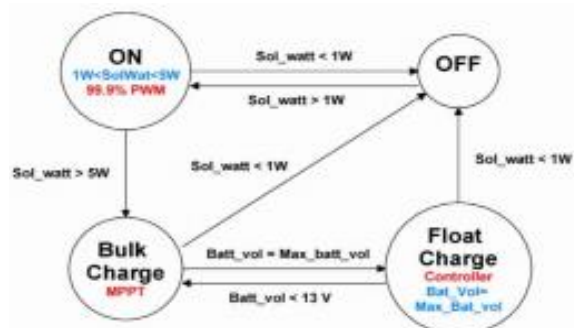 ON
1W<SolWat<5W
99.9% PWM
Sol_watt < 1W
Sol_watt > 1W
OFF
Sol_watt > 5W
Sol_watt < 1W
Sol_watt < 1W
Bulk
Charge
MPPT
Batt_vol = Max_batt_vol
Batt_vol < 13 V
Float
Charge
Controller
Bat_Vol=
Max_Bat_vol